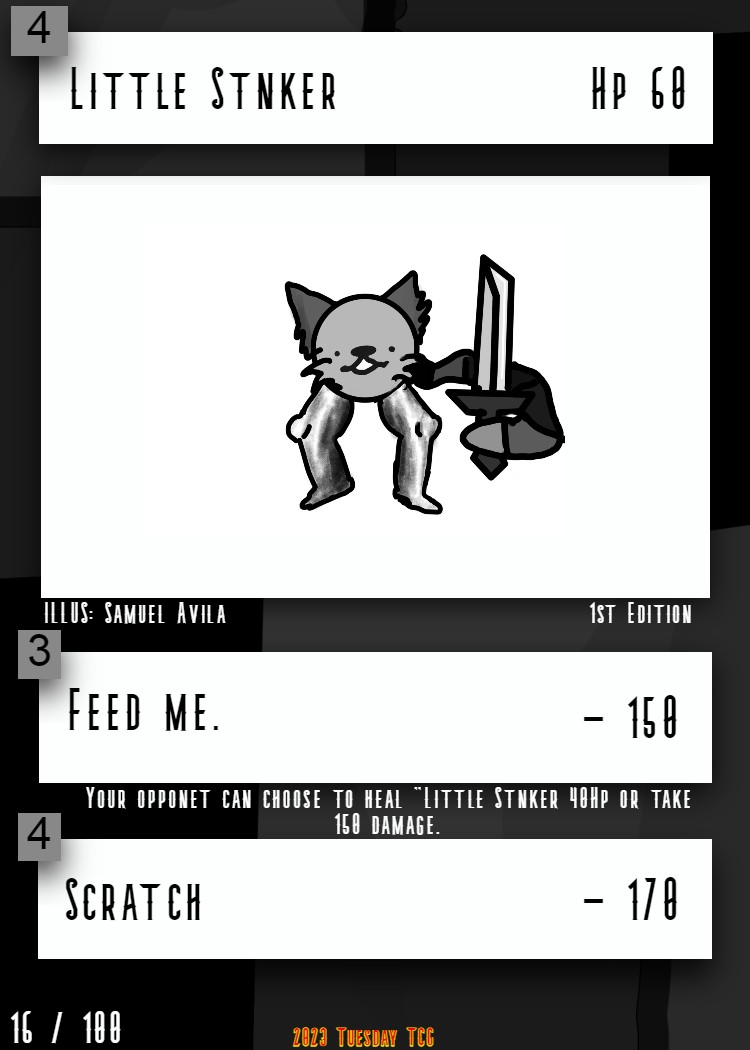 4
Little Stnker Hp 60
Illus: Samuel Avila 1st Edition
3
Feed me. - 150
Your opponet can choose to heal "Little Stnker 40Hp or take
150 damage.
4
Scratch - 170
16 / 100
2023 Tuesday TCG